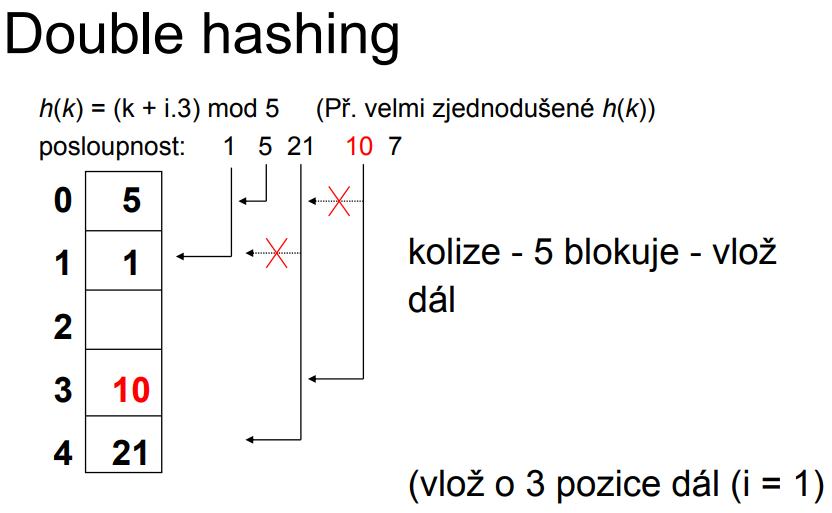 Double hashing
h(k) = (k + i.3) mod 5 (Př. velmi zjednodušené h(k))
posloupnost: 1 5 21 10 7
0 5
1 1
2
3 10
4 21
kolize - 5 blokuje - vlož
dál
(vlož o 3 pozice dál (i = 1)